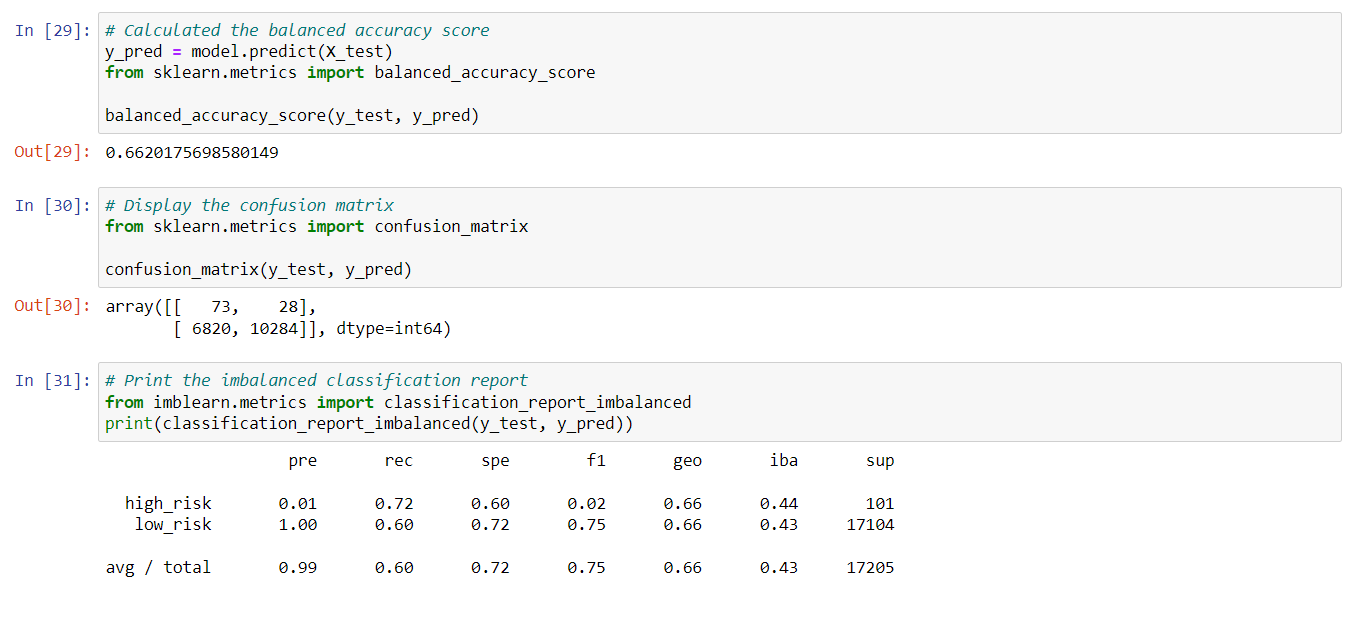 In [29]: # Calculated the balanced accuracy score
y_pred = model.predict(X_test)
from sklearn.metrics import balanced_accuracy_score
balanced_accuracy_score(y_test, y_pred)
Out[29]: 0.6620175698580149
In [30]: # Display the confusion matrix
from sklearn.metrics import confusion_matrix
confusion_matrix(y_test, y_pred)
Out[30]: array([[   73,    28],
       [ 6820, 10284]], dtype=int64)
In [31]: # Print the imbalanced classification report
from imblearn.metrics import classification_report_imbalanced
print(classification_report_imbalanced(y_test, y_pred))
pre rec spe f1 geo iba sup
high_risk 0.01 0.72 0.60 0.02 0.66 0.44 101
low_risk 1.00 0.60 0.72 0.75 0.66 0.43 17104
avg / total 0.99 0.60 0.72 0.75 0.66 0.43 17205